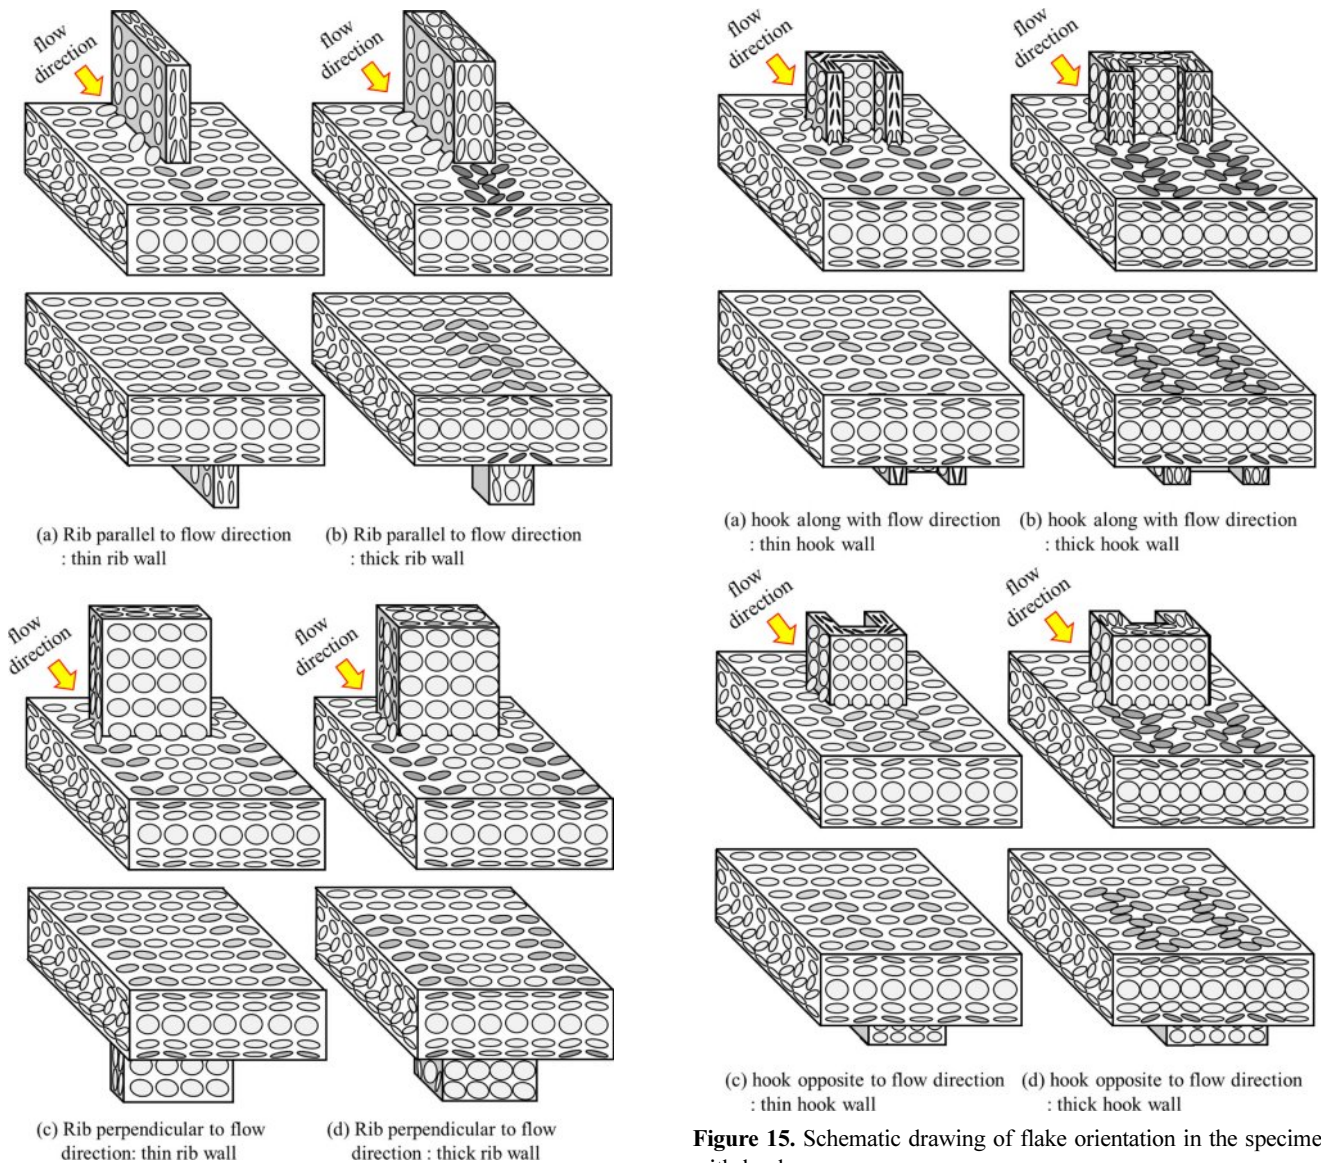 flow
direction
flow
direction
(a) Rib parallel to flow direction
: thin rib wall
(b) Rib parallel to flow direction
: thick rib wall
flow
direction
flow
direction
(c) Rib perpendicular to flow
direction: thin rib wall
(d) Rib perpendicular to flow
direction : thick rib wall
flow
direction
flow
direction
(a) hook along with flow direction
: thin hook wall
(b) hook along with flow direction
: thick hook wall
flow
direction
flow
direction
(c) hook opposite to flow direction
: thin hook wall
(d) hook opposite to flow direction
: thick hook wall
Figure 15. Schematic drawing of flake orientation in the specime